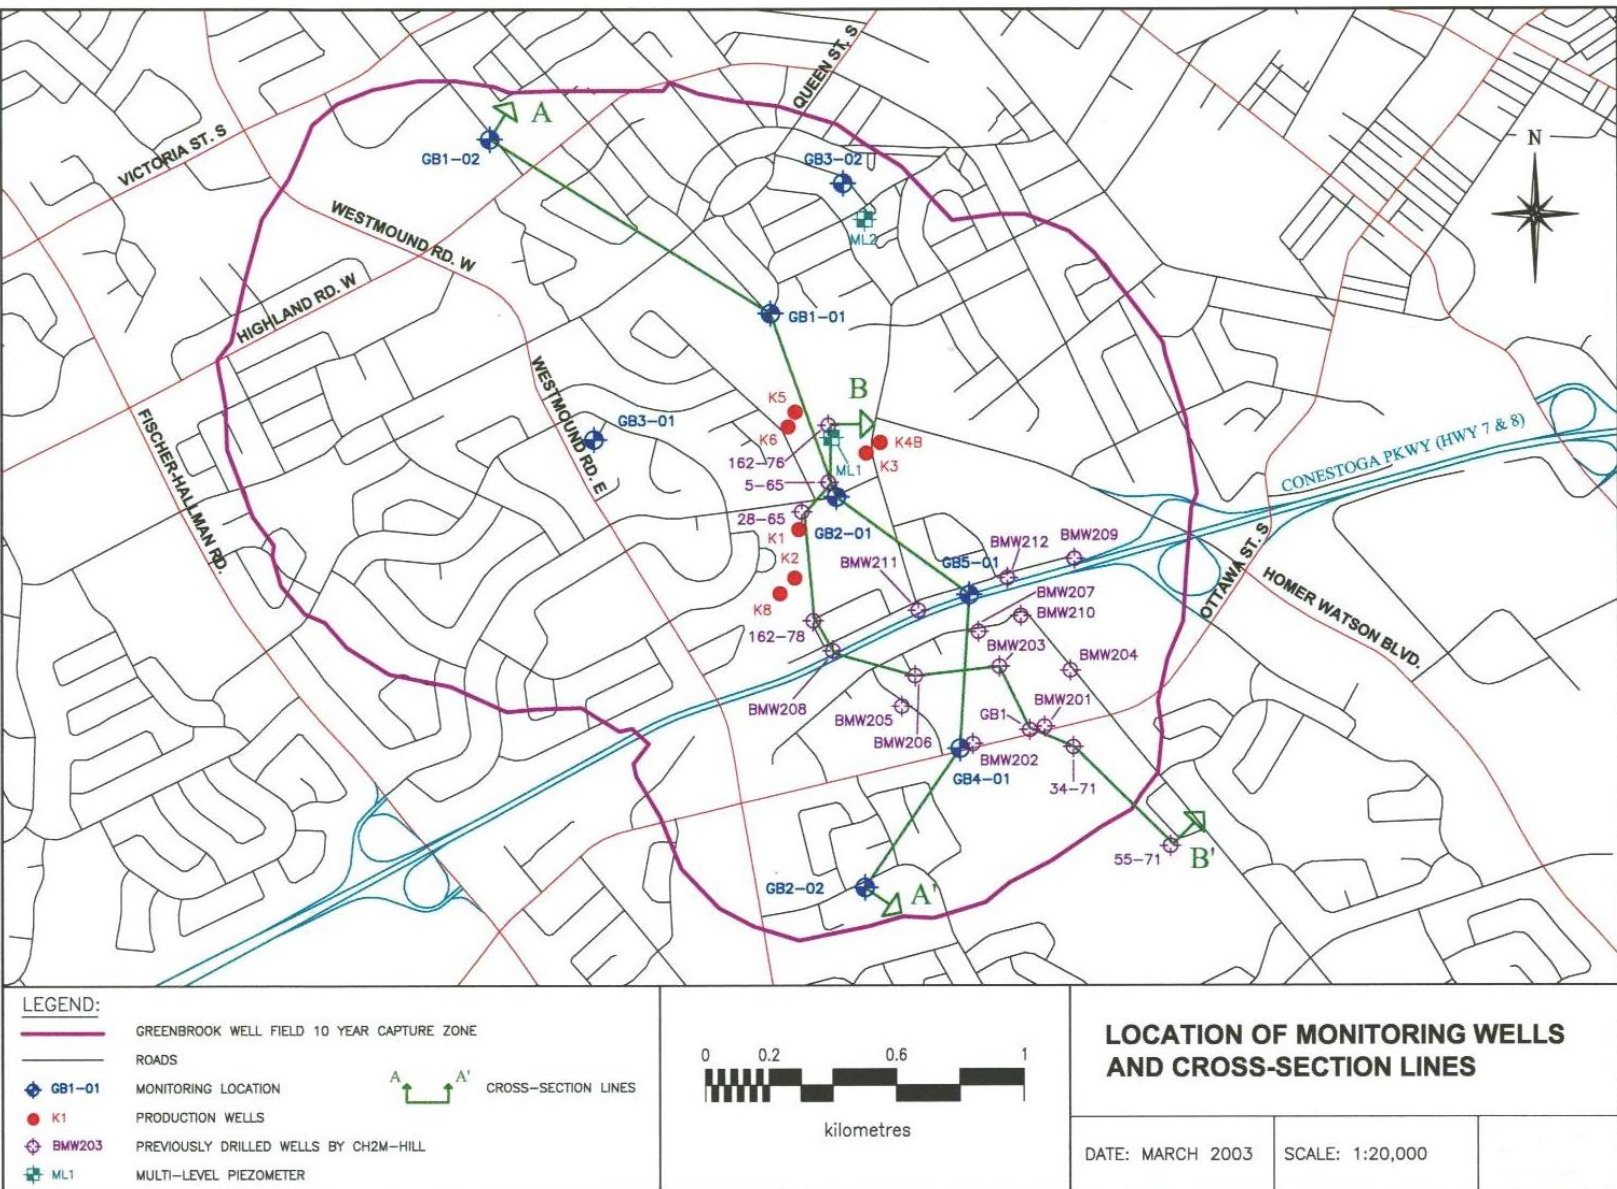 QUEEN ST. S
A
VICTORIA ST. S
GB1-02
GB3-02
N
ML2
WESTMOUND RD. W
HIGHLAND RD. W
GB1-01
WESTMOUND RD. E
FISCHER-HALLMAN RD.
GB3-01
K5
B
K6
K4B
K3
162-76
ML1
5-65
CONESTOGA PKWY (HWY 7 & 8)
28-65
K1
GB2-01
BMW212
BMW209
K2
BMW211
GB5-01
OTTAWA ST. S
HOMER WATSON BLVD.
K8
BMW207
BMW210
162-78
BMW203
BMW204
BMW208
BMW205
GB1
BMW201
BMW206
BMW202
GB4-01
34-71
55-71
B'
GB2-02
A'
LEGEND:
GREENBROOK WELL FIELD 10 YEAR CAPTURE ZONE
ROADS
GB1-01 MONITORING LOCATION
K1 PRODUCTION WELLS
BMW203 PREVIOUSLY DRILLED WELLS BY CH2M-HILL
ML1 MULTI-LEVEL PIEZOMETER
A A' CROSS-SECTION LINES
0 0.2 0.6 1
kilometres
LOCATION OF MONITORING WELLS
AND CROSS-SECTION LINES
DATE: MARCH 2003
SCALE: 1:20,000